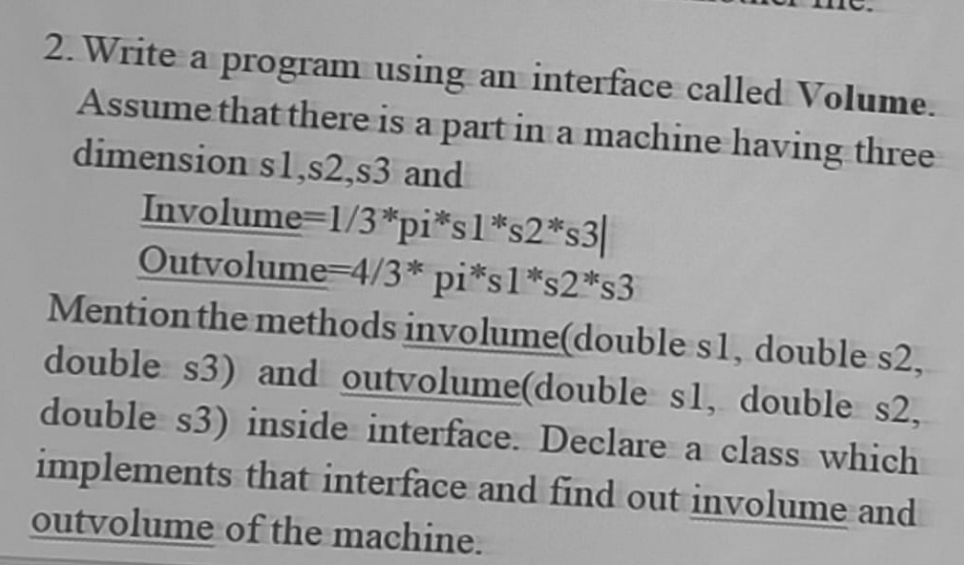 2. Write a program using an interface called Volume.
Assume that there is a part in a machine having three
dimension s1,s2,s3 and
Involume=1/3*pi*s1*s2*s3
Outvolume=4/3* pi*s1*s2*s3
Mention the methods involume(double s1, double s2,
double s3) and outvolume(double s1, double s2,
double s3) inside interface. Declare a class which
implements that interface and find out involume and
outvolume of the machine.